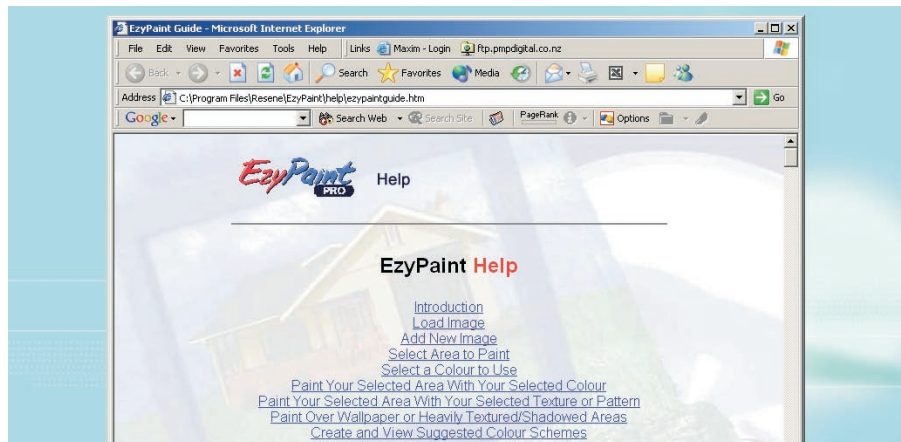 EzyPaint Guide - Microsoft Internet Explorer
File Edit View Favorites Tools Help Links Maxim - Login ftp.pmpdigital.co.nz
Back Search Favorites Media
Address C:\Program Files\Resene\EzyPaint\help\ezypaintguide.htm Go
Google Search Web Search Site PageRank Options
EzyPaint PRO Help
EzyPaint Help
Introduction
Load Image
Add New Image
Select Area to Paint
Select a Colour to Use
Paint Your Selected Area With Your Selected Colour
Paint Your Selected Area With Your Selected Texture or Pattern
Paint Over Wallpaper or Heavily Textured/Shadowed Areas
Create and View Suggested Colour Schemes